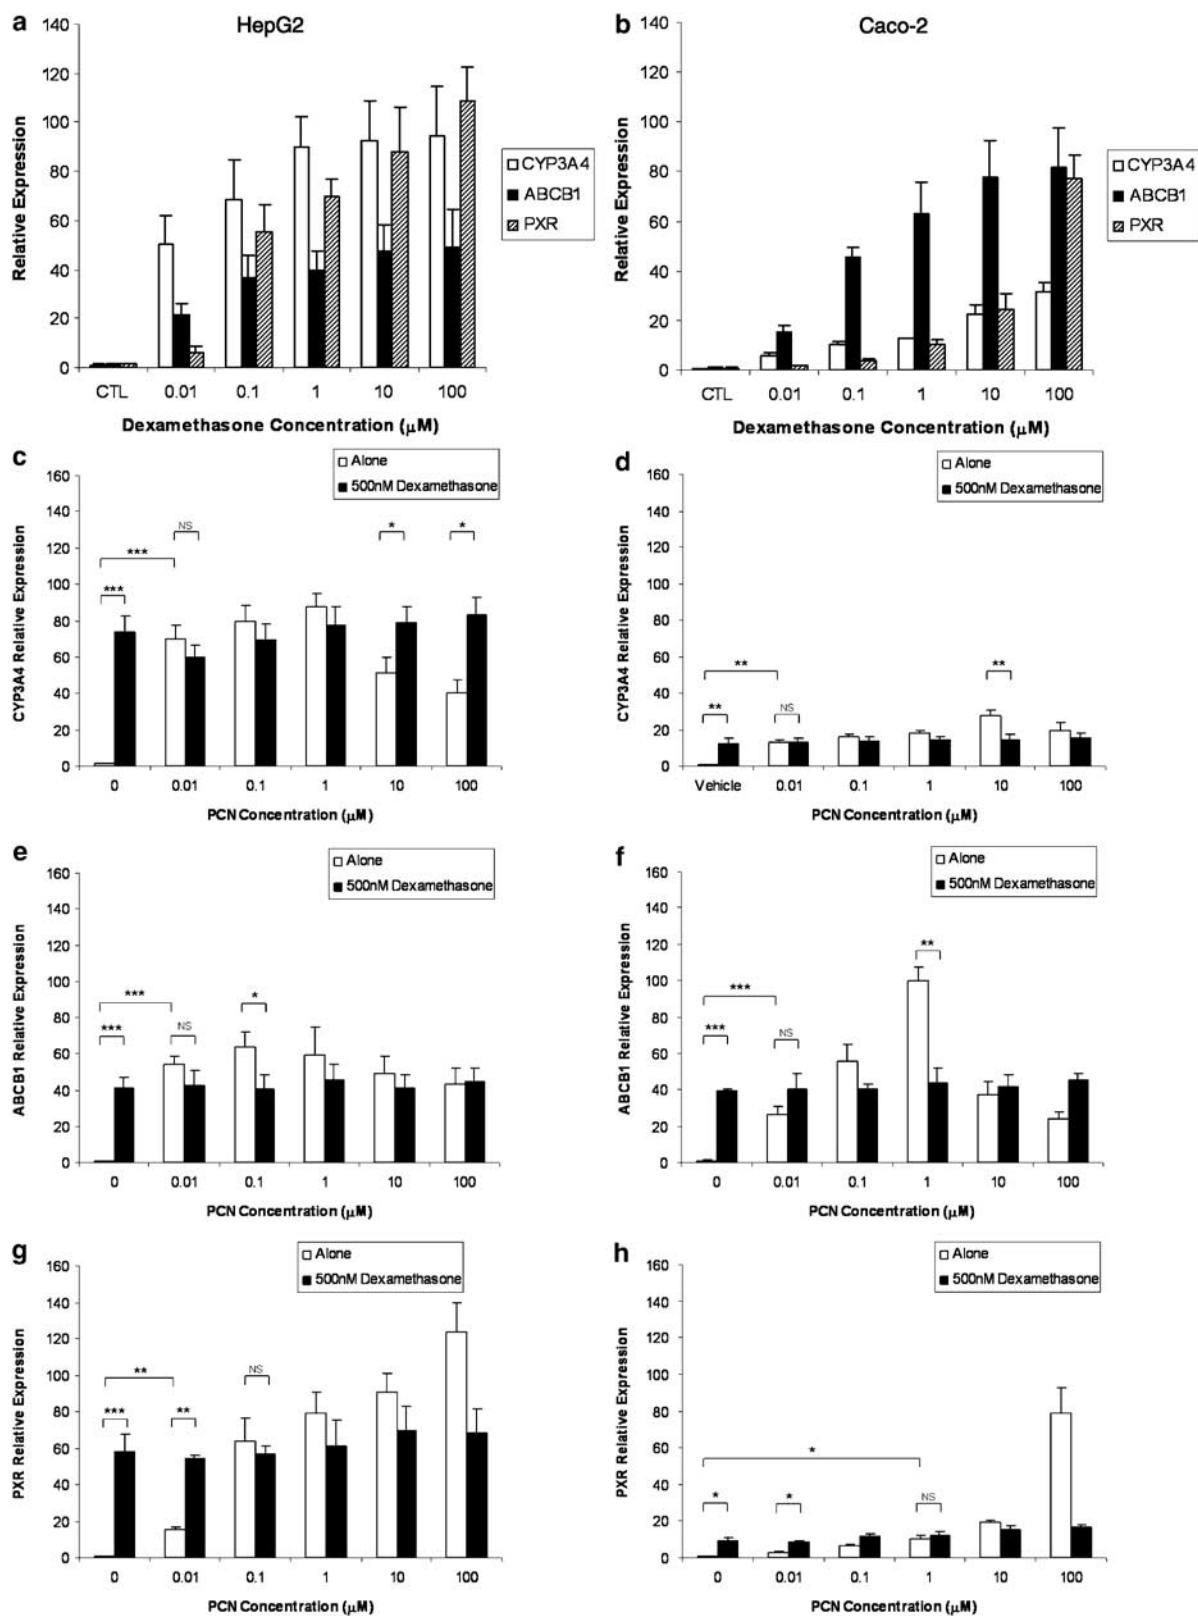 a
HepG2
140
120
100
80
60
40
20
0
Relative Expression
CYP3A4
ABCB1
PXR
CTL 0.01 0.1 1 10 100
Dexamethasone Concentration (μM)
b
Caco-2
140
120
100
80
60
40
20
0
Relative Expression
CYP3A4
ABCB1
PXR
CTL 0.01 0.1 1 10 100
Dexamethasone Concentration (μM)
c
Alone
500nM Dexamethasone
160
140
120
100
80
60
40
20
0
CYP3A4 Relative Expression
NS
* *
***
***
0 0.01 0.1 1 10 100
PCN Concentration (μM)
d
Alone
500nM Dexamethasone
160
140
120
100
80
60
40
20
0
CYP3A4 Relative Expression
** **
** NS
Vehicle 0.01 0.1 1 10 100
PCN Concentration (μM)
e
Alone
500nM Dexamethasone
160
140
120
100
80
60
40
20
0
ABCB1 Relative Expression
*** *
*** NS
0 0.01 0.1 1 10 100
PCN Concentration (μM)
f
Alone
500nM Dexamethasone
160
140
120
100
80
60
40
20
0
ABCB1 Relative Expression
**
***
*** NS
0 0.01 0.1 1 10 100
PCN Concentration (μM)
g
Alone
500nM Dexamethasone
160
140
120
100
80
60
40
20
0
PXR Relative Expression
** NS
*** **
0 0.01 0.1 1 10 100
PCN Concentration (μM)
h
Alone
500nM Dexamethasone
160
140
120
100
80
60
40
20
0
PXR Relative Expression
*
* * NS
0 0.01 0.1 1 10 100
PCN Concentration (μM)